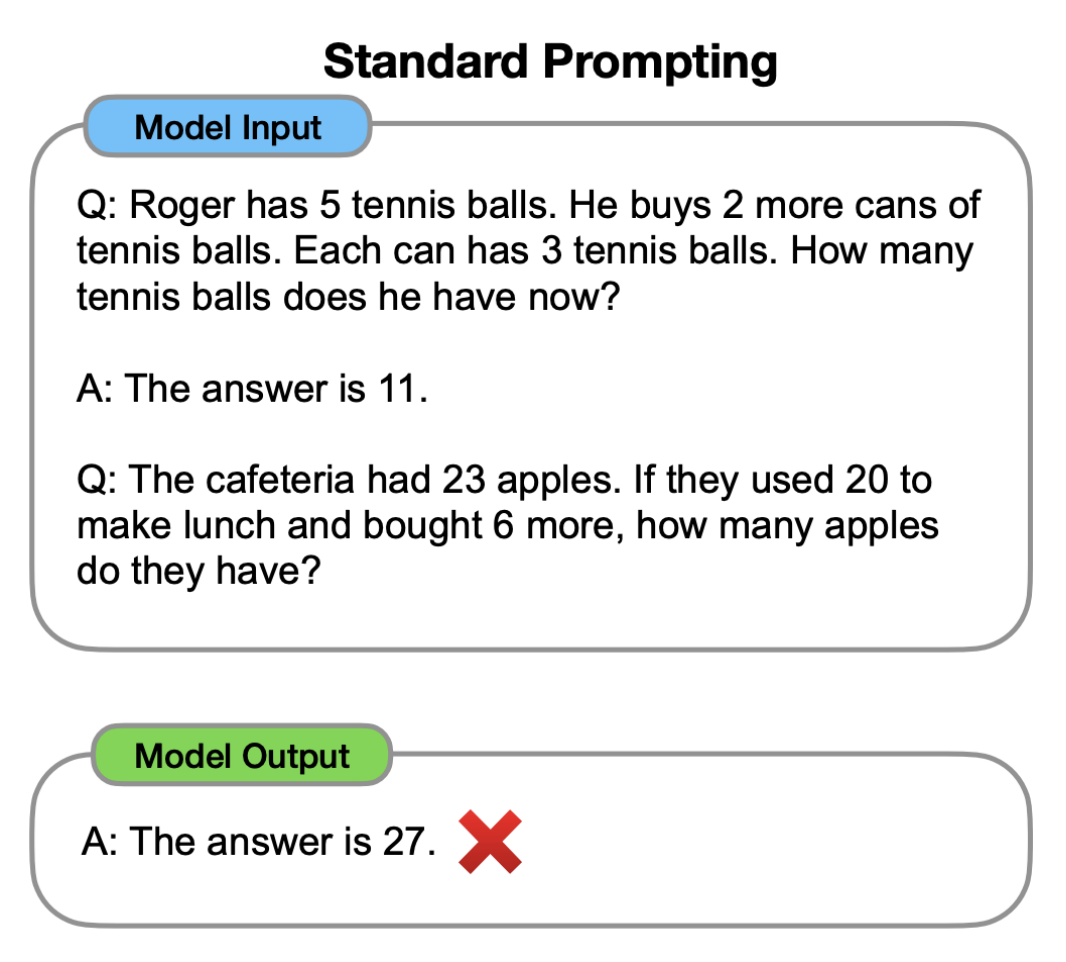 Standard Prompting
Model Input
Q: Roger has 5 tennis balls. He buys 2 more cans of
tennis balls. Each can has 3 tennis balls. How many
tennis balls does he have now?
A: The answer is 11.
Q: The cafeteria had 23 apples. If they used 20 to
make lunch and bought 6 more, how many apples
do they have?
Model Output
A: The answer is 27.